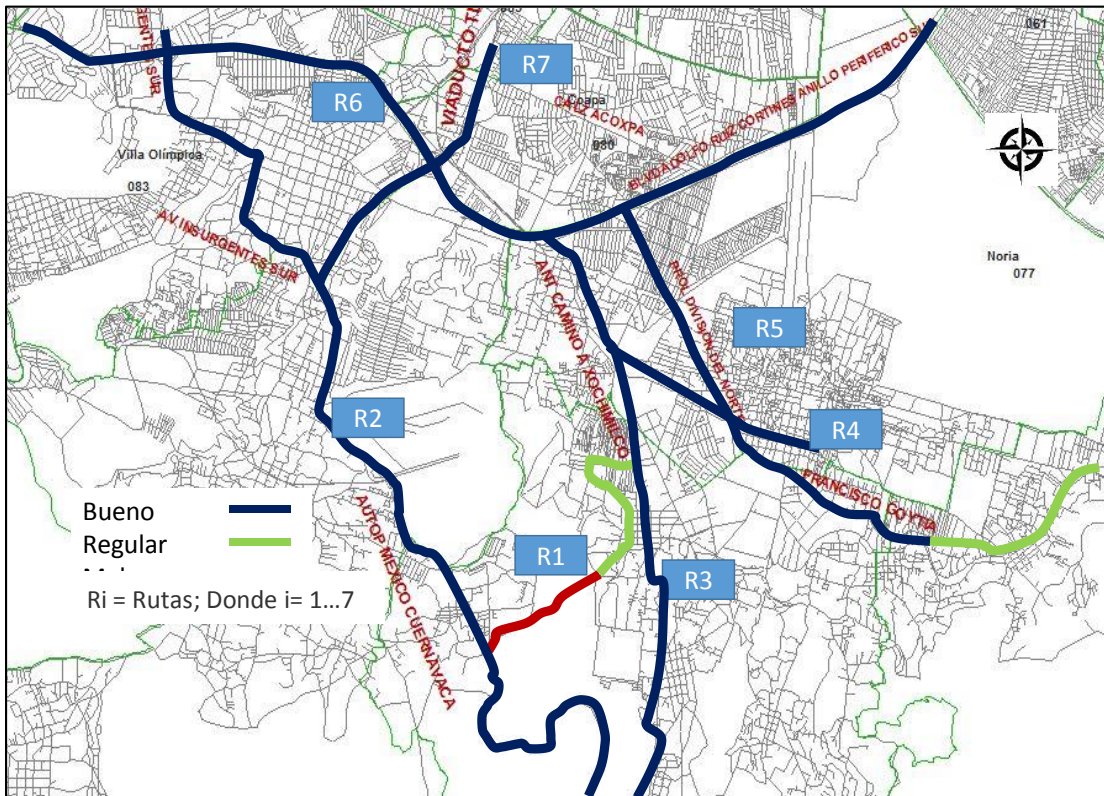 061
R7
R6
VIADUCTO TL
Coapa
CALZ ACOXPA
080
BLVD ADOLFO RUIZ CORTINES ANILLO PERIFERICO SU
Villa Olímpica
083
AV INSURGENTES SUR
Noria
077
ANT CAMINO A XOCHIMILCO
PROL DIVISION DEL NORTE
R5
R2
R4
FRANCISCO GOYTIA
AUTOP MEXICO CUERNAVACA
Bueno
Regular
R1
R3
Ri = Rutas; Donde i= 1...7